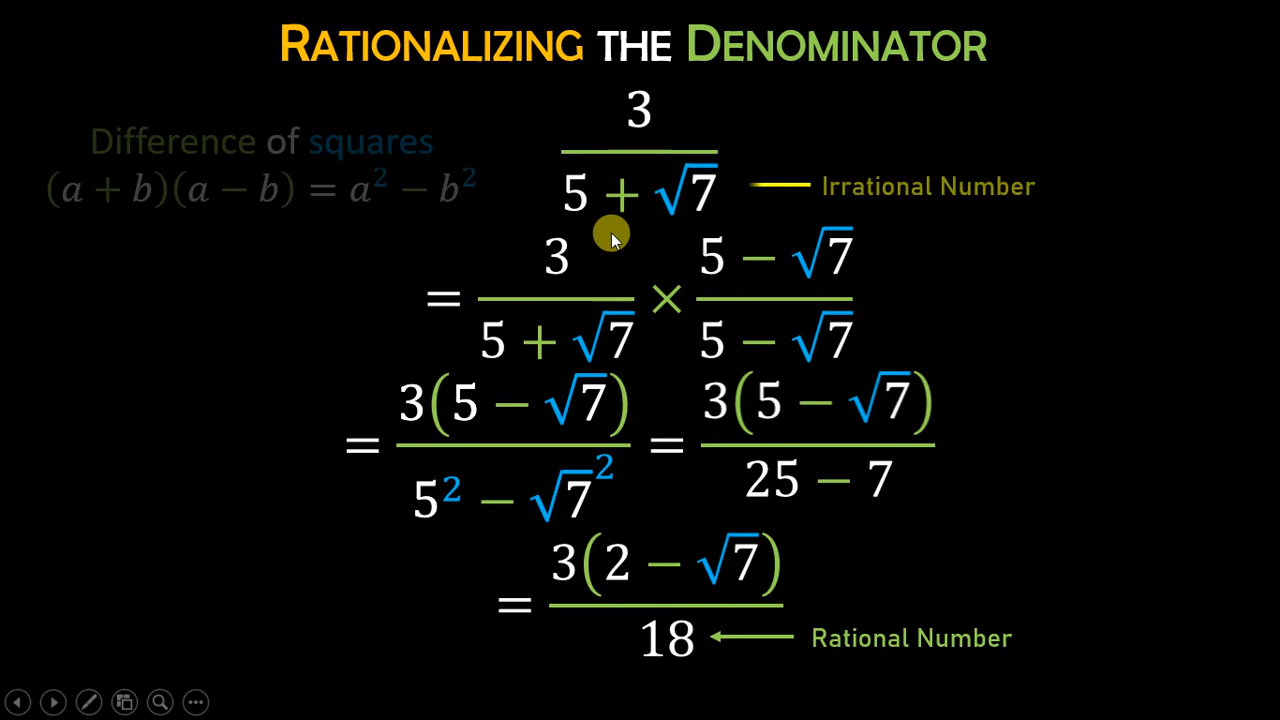 RATIONALIZING THE DENOMINATOR
Difference of squares
(a + b)(a − b) = a² − b²
3
5 + √7
Irrational Number
= 3 / (5 + √7) × (5 − √7) / (5 − √7)
= 3(5 − √7) / (5² − √7²) = 3(5 − √7) / (25 − 7)
= 3(2 − √7) / 18
Rational Number